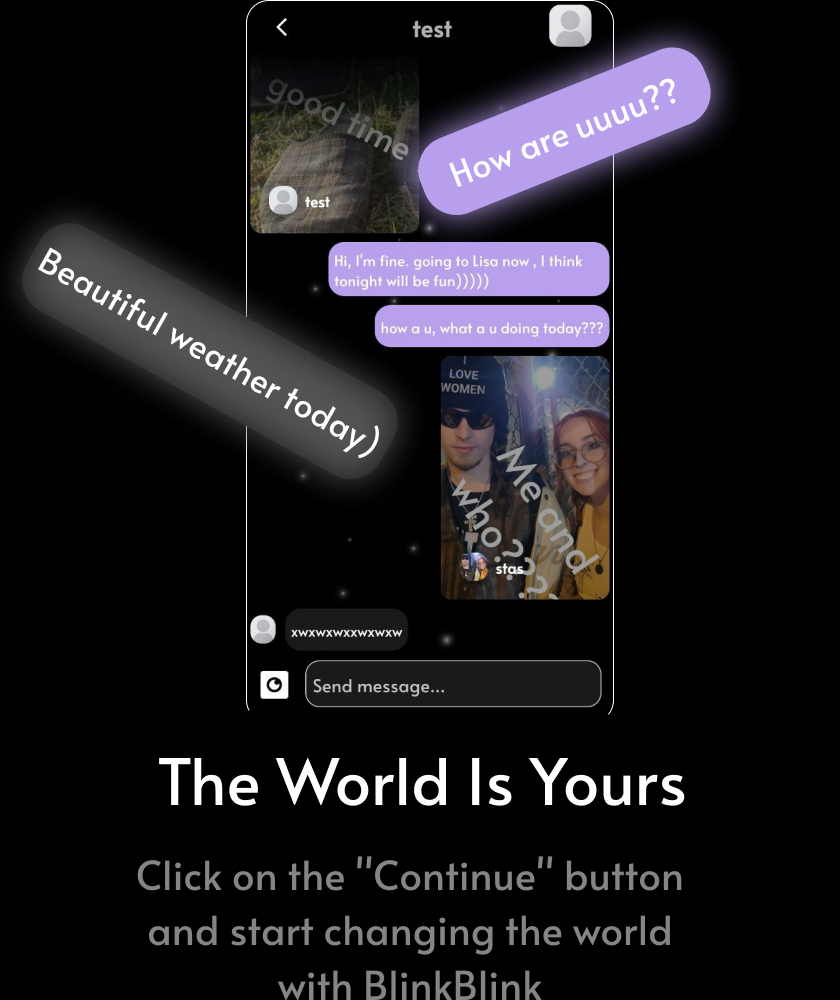 test
good time
How are uuuu??
test
Beautiful weather today)
Hi, I'm fine. going to Lisa now , I think
tonight will be fun)))))
how a u, what a u doing today???
I
LOVE
WOMEN
Me and
who????
stas
xwxwxwxxwxwxw
Send message...
The World Is Yours
Click on the "Continue" button
and start changing the world
with BlinkBlink